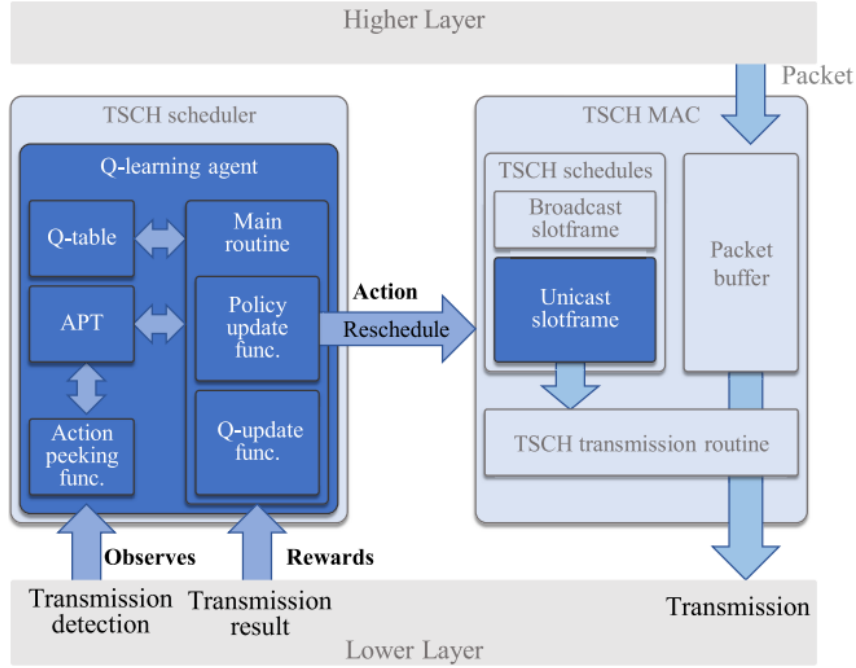 Higher Layer
Packet
TSCH scheduler
Q-learning agent
Q-table
Main
routine
APT
Policy
update
func.
Action
peeking
func.
Q-update
func.
Action
Reschedule
TSCH MAC
TSCH schedules
Broadcast
slotframe
Unicast
slotframe
Packet
buffer
TSCH transmission routine
Observes
Rewards
Transmission
detection
Transmission
result
Transmission
Lower Layer